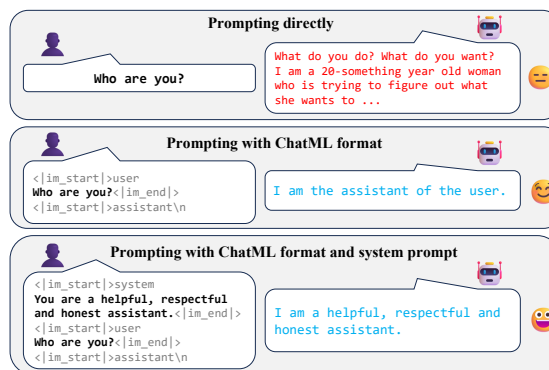 Prompting directly
Who are you?
What do you do? What do you want?
I am a 20-something year old woman
who is trying to figure out what
she wants to ...
Prompting with ChatML format
<|im_start|>user
Who are you?<|im_end|>
<|im_start|>assistant\n
I am the assistant of the user.
Prompting with ChatML format and system prompt
<|im_start|>system
You are a helpful, respectful
and honest assistant.<|im_end|>
<|im_start|>user
Who are you?<|im_end|>
<|im_start|>assistant\n
I am a helpful, respectful and
honest assistant.